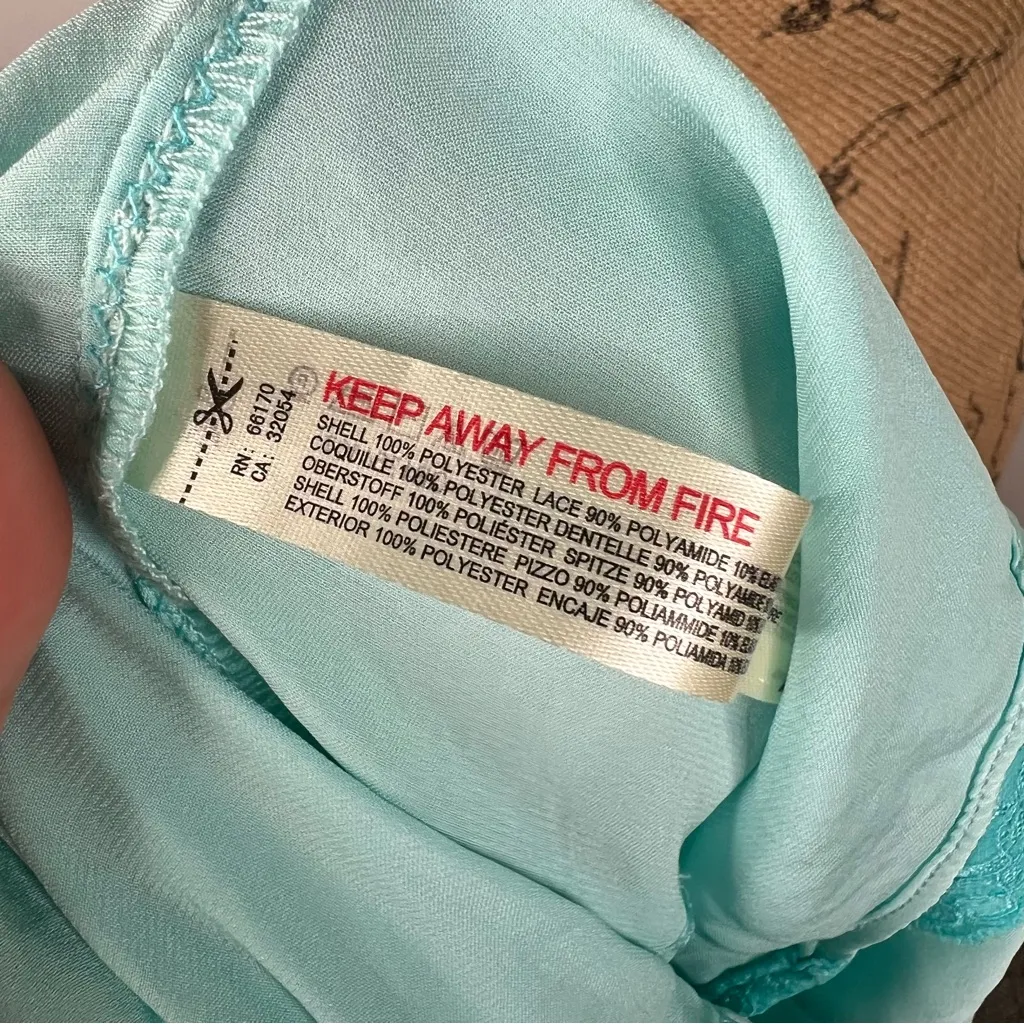 RN: 66170
CA: 32054
KEEP AWAY FROM FIRE
SHELL 100% POLYESTER LACE 90% POLYAMIDE 10%
COQUILLE 100% POLYESTER DENTELLE 90% POLYAMIDE
OBERSTOFF 100% POLIÉSTER SPITZE 90% POLYAMID
SHELL 100% POLIESTERE PIZZO 90% POLIAMMIDE 10%
EXTERIOR 100% POLYESTER ENCAJE 90% POLIAMIDA